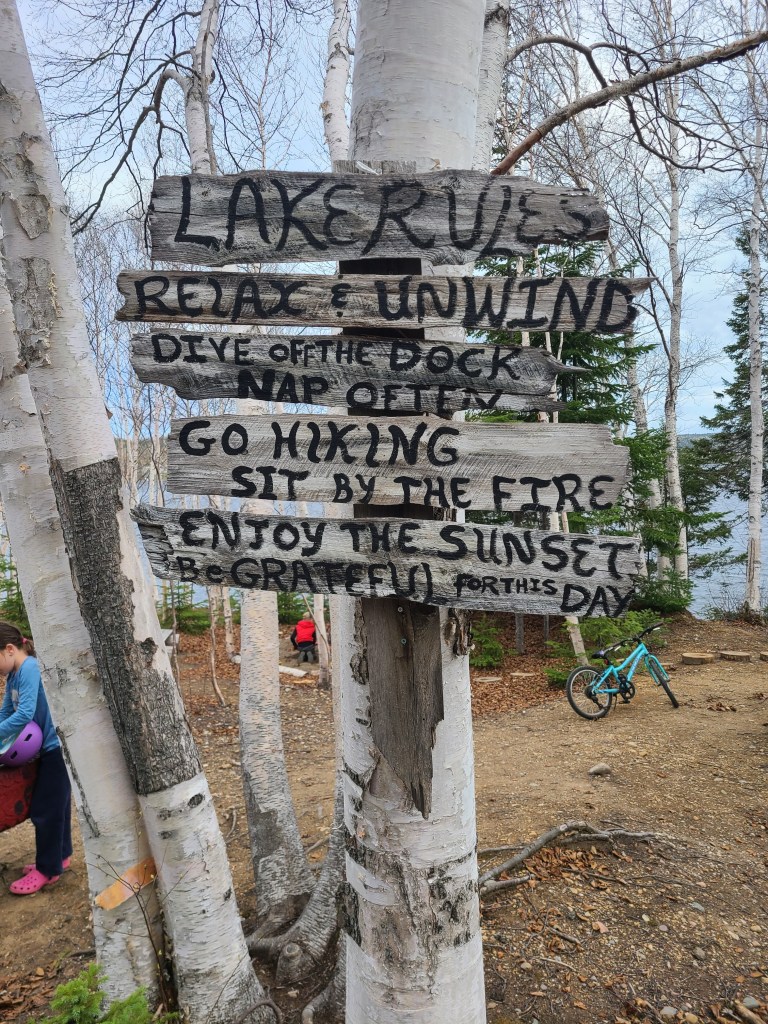 LAKE RULES
RELAX & UNWIND
DIVE OFF THE DOCK
NAP OFTEN
GO HIKING
SIT BY THE FIRE
ENJOY THE SUNSET
Be GRATEFUL FOR THIS DAY